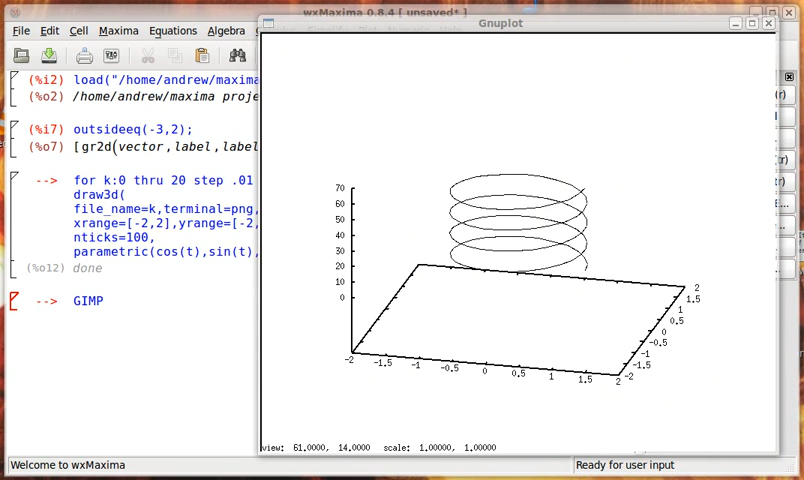 wxMaxima 0.8.4 [ unsaved* ]
Gnuplot
File Edit Cell Maxima Equations Algebra
(%i2) load("/home/andrew/maxima
(%o2) /home/andrew/maxima proje
(%i7) outsideeq(-3,2);
(%o7) [gr2d(vector,label,label
--> for k:0 thru 20 step .01
draw3d(
file_name=k,terminal=png,
xrange=[-2,2],yrange=[-2,
nticks=100,
parametric(cos(t),sin(t),
(%o12) done
--> GIMP
70
60
50
40
30
20
10
0
-2 -1.5 -1 -0.5 0 0.5 1 1.5 2
2
1.5
1
0.5
0
-0.5
-1
-1.5
-2
view: 61.0000, 14.0000 scale: 1.00000, 1.00000
Welcome to wxMaxima
Ready for user input